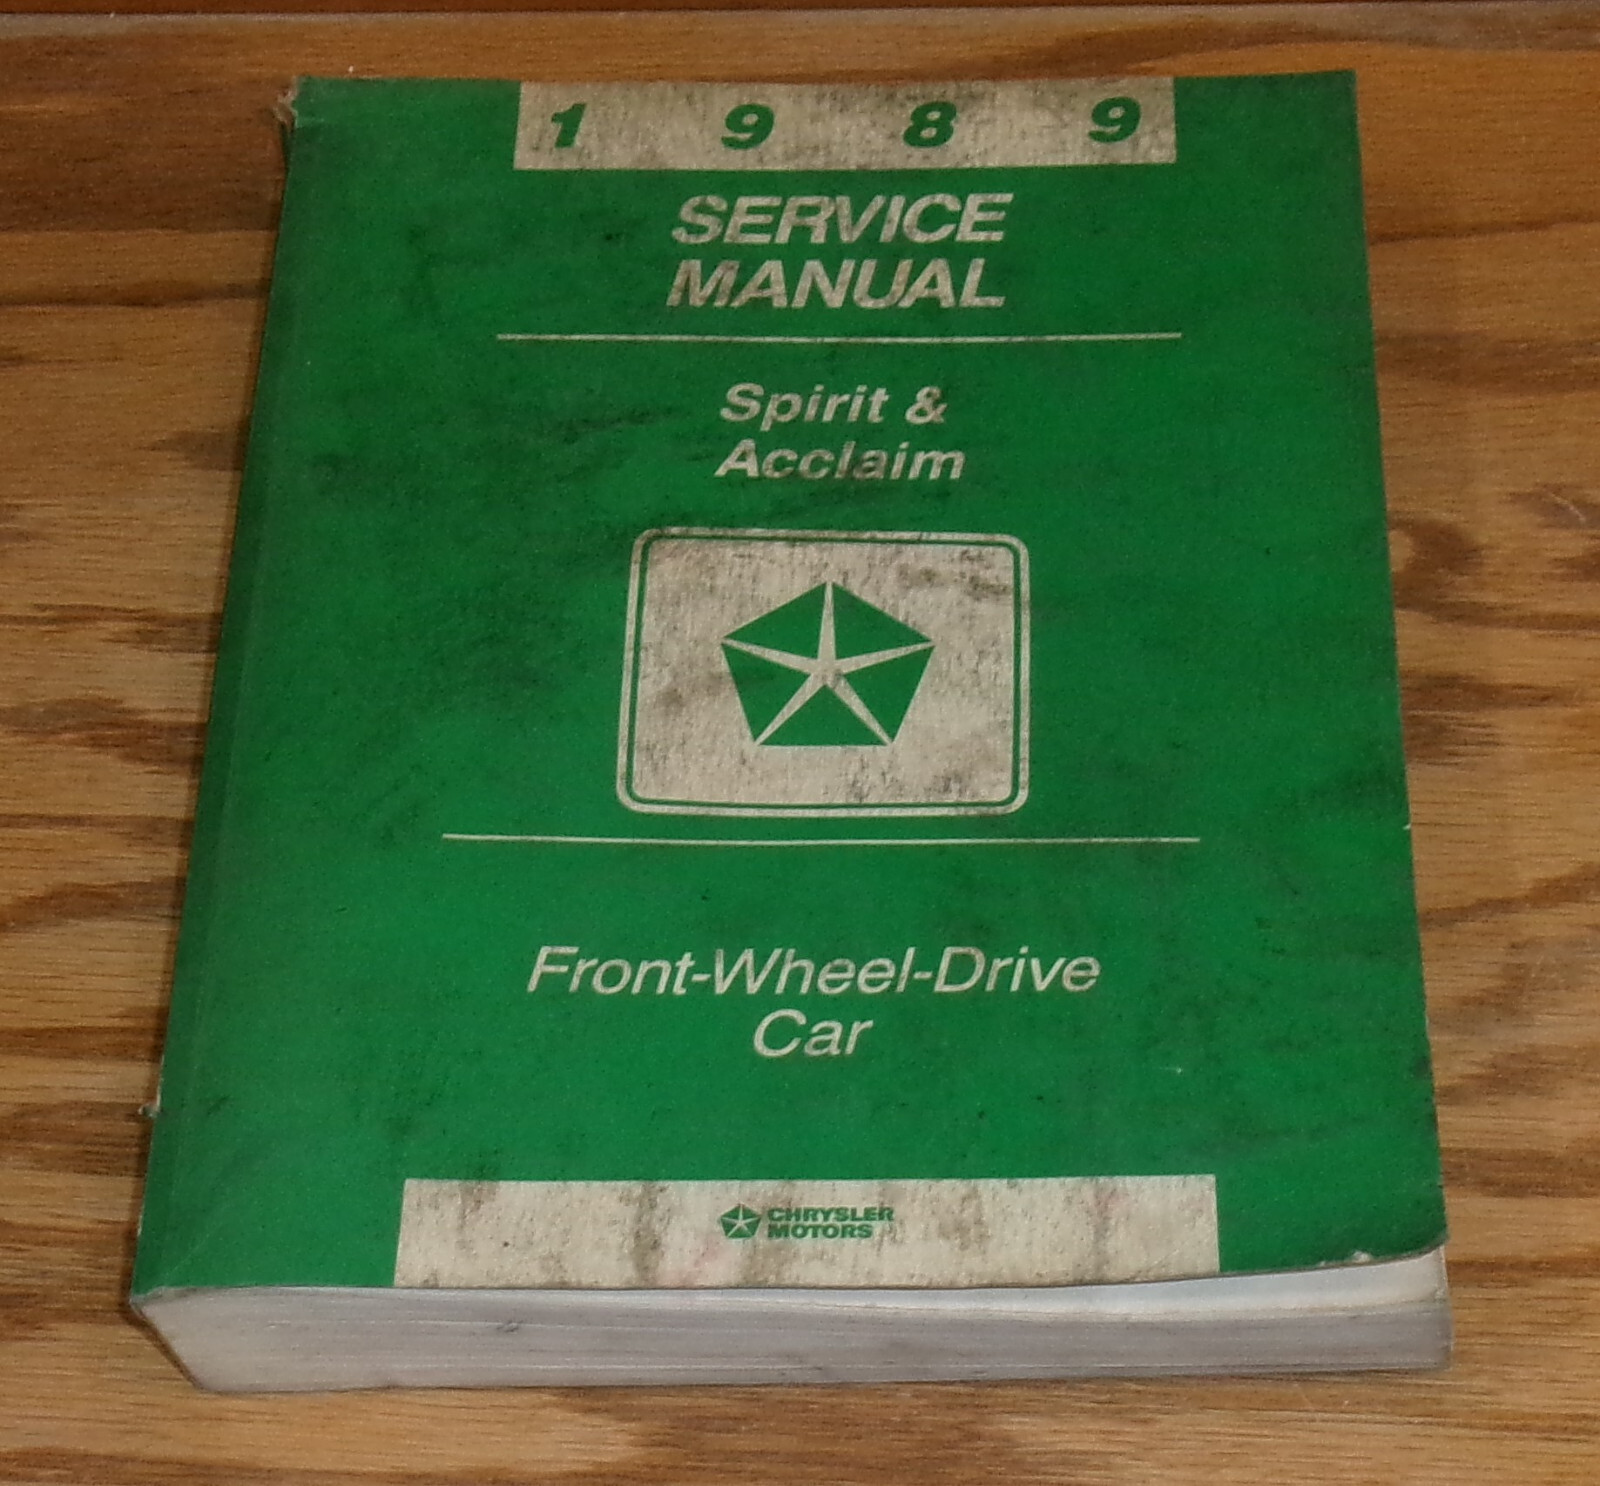 1 9 8 9
SERVICE
MANUAL
Spirit &
Acclaim
Front-Wheel-Drive
Car
CHRYSLER
MOTORS